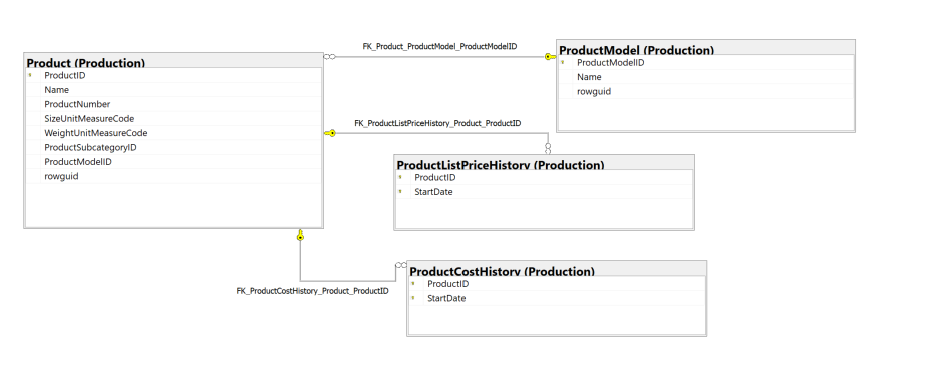 FK_Product_ProductModel_ProductModelID
Product (Production)
ProductID
Name
ProductNumber
SizeUnitMeasureCode
WeightUnitMeasureCode
ProductSubcategoryID
ProductModelID
rowguid
ProductModel (Production)
ProductModelID
Name
rowguid
FK_ProductListPriceHistory_Product_ProductID
ProductListPriceHistory (Production)
ProductID
StartDate
FK_ProductCostHistory_Product_ProductID
ProductCostHistory (Production)
ProductID
StartDate